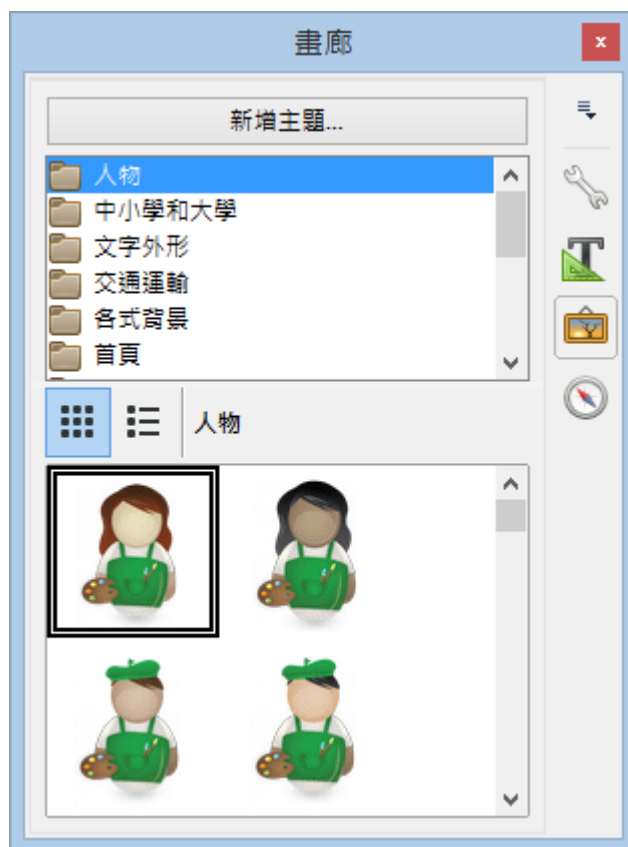 畫廊
新增主題...
人物
中小學和大學
文字外形
交通運輸
各式背景
首頁
人物